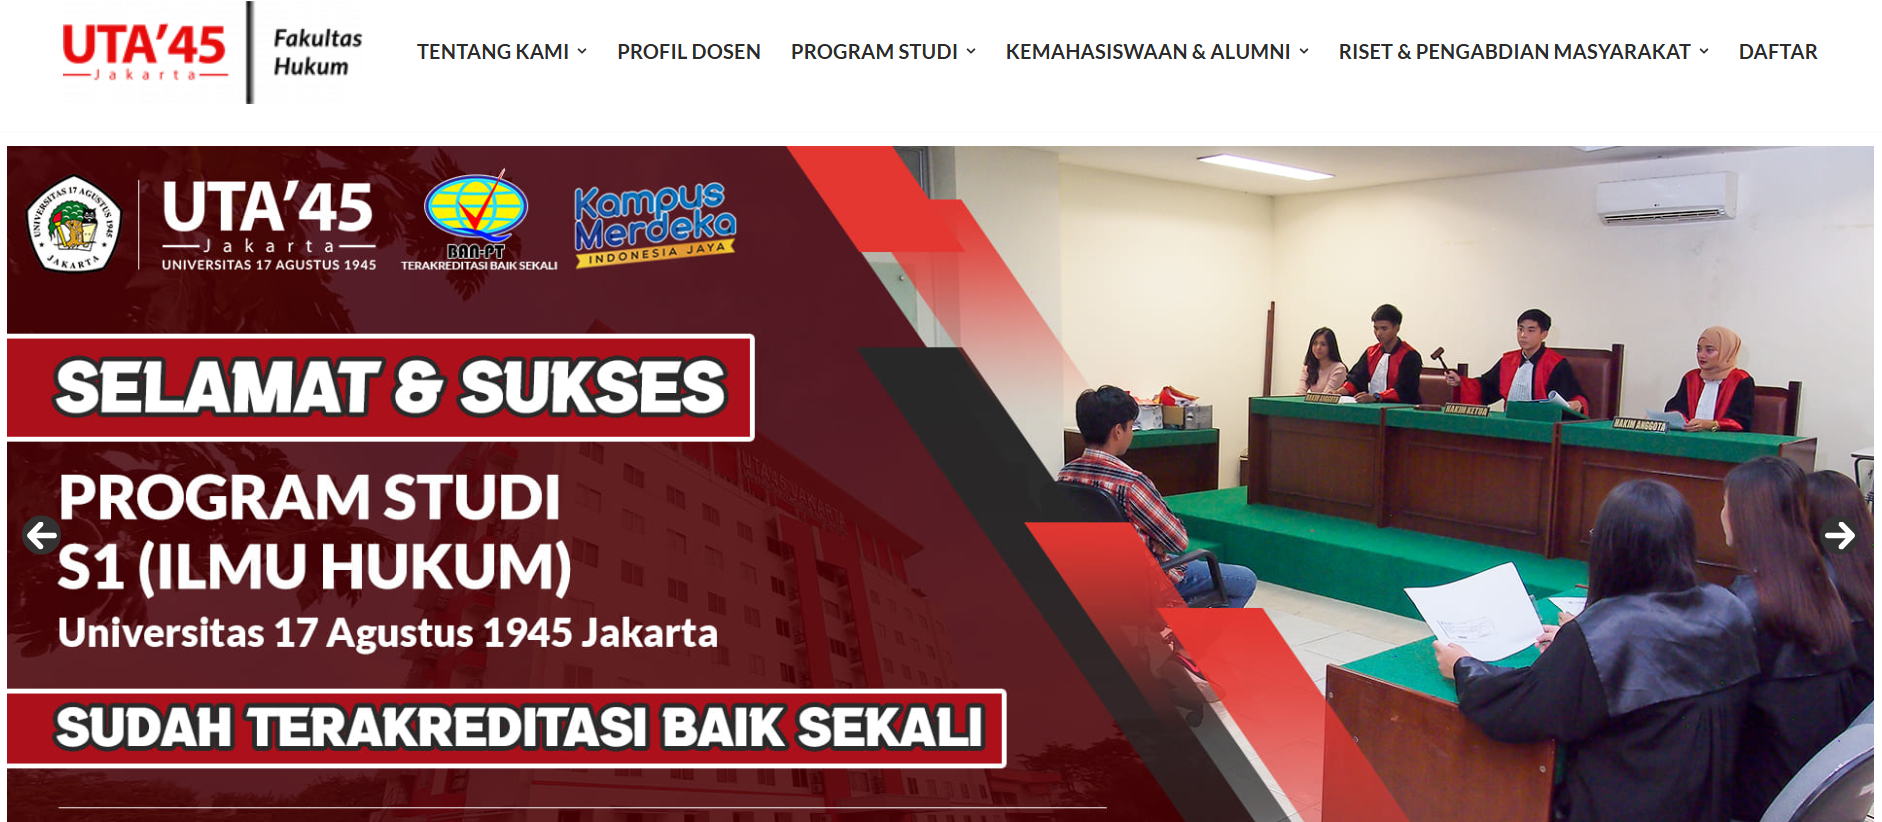 UTA'45
Jakarta
Fakultas
Hukum
TENTANG KAMI
PROFIL DOSEN
PROGRAM STUDI
KEMAHASISWAAN & ALUMNI
RISET & PENGABDIAN MASYARAKAT
DAFTAR
UNIVERSITAS 17 AGUSTUS 1945
JAKARTA
UTA'45
Jakarta
UNIVERSITAS 17 AGUSTUS 1945
BAN-PT
TERAKREDITASI BAIK SEKALI
Kampus
Merdeka
INDONESIA JAYA
SELAMAT & SUKSES
PROGRAM STUDI
S1 (ILMU HUKUM)
Universitas 17 Agustus 1945 Jakarta
SUDAH TERAKREDITASI BAIK SEKALI
HAKIM ANGGOTA
HAKIM KETUA
HAKIM ANGGOTA
UTA'45 JAKARTA